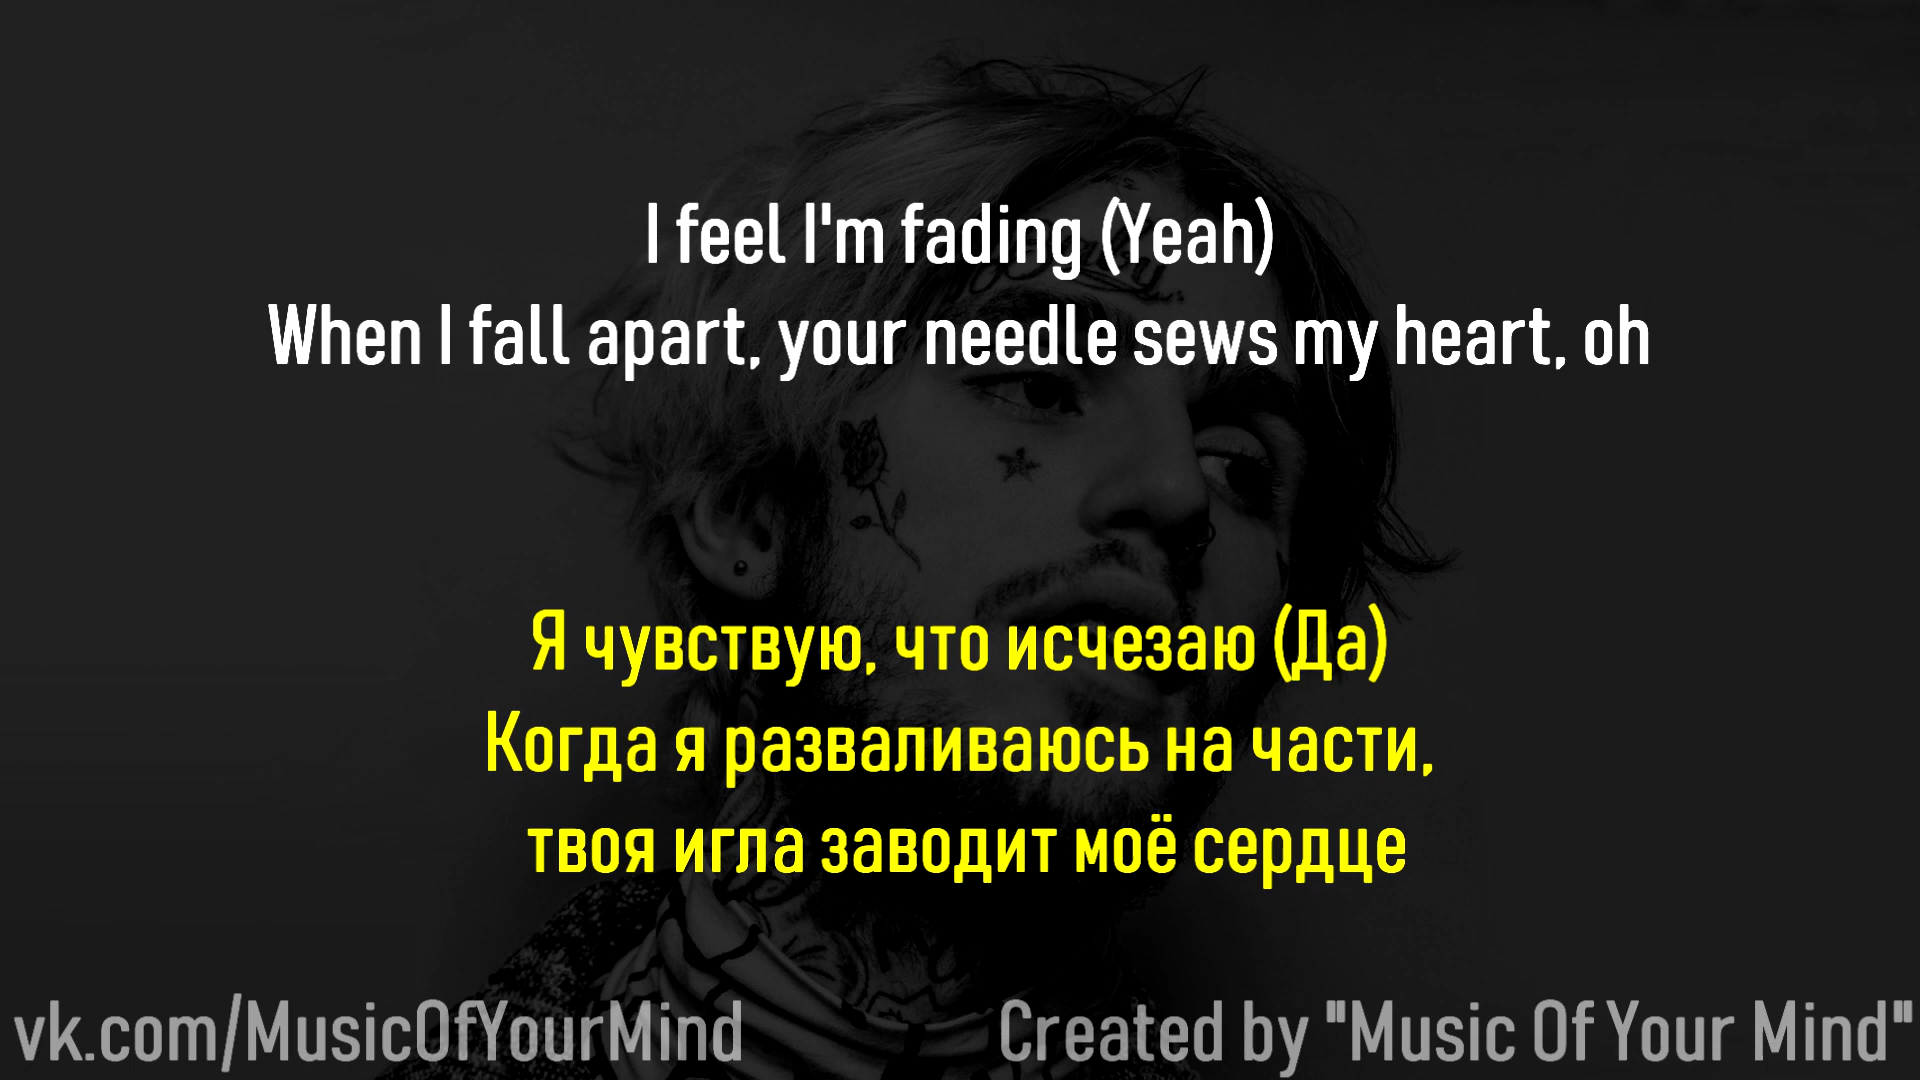 I feel I'm fading (Yeah)
When I fall apart, your needle sews my heart, oh
Я чувствую, что исчезаю (Да)
Когда я разваливаюсь на части,
твоя игла заводит моё сердце
vk.com/MusicOfYourMind
Created by "Music Of Your Mind"